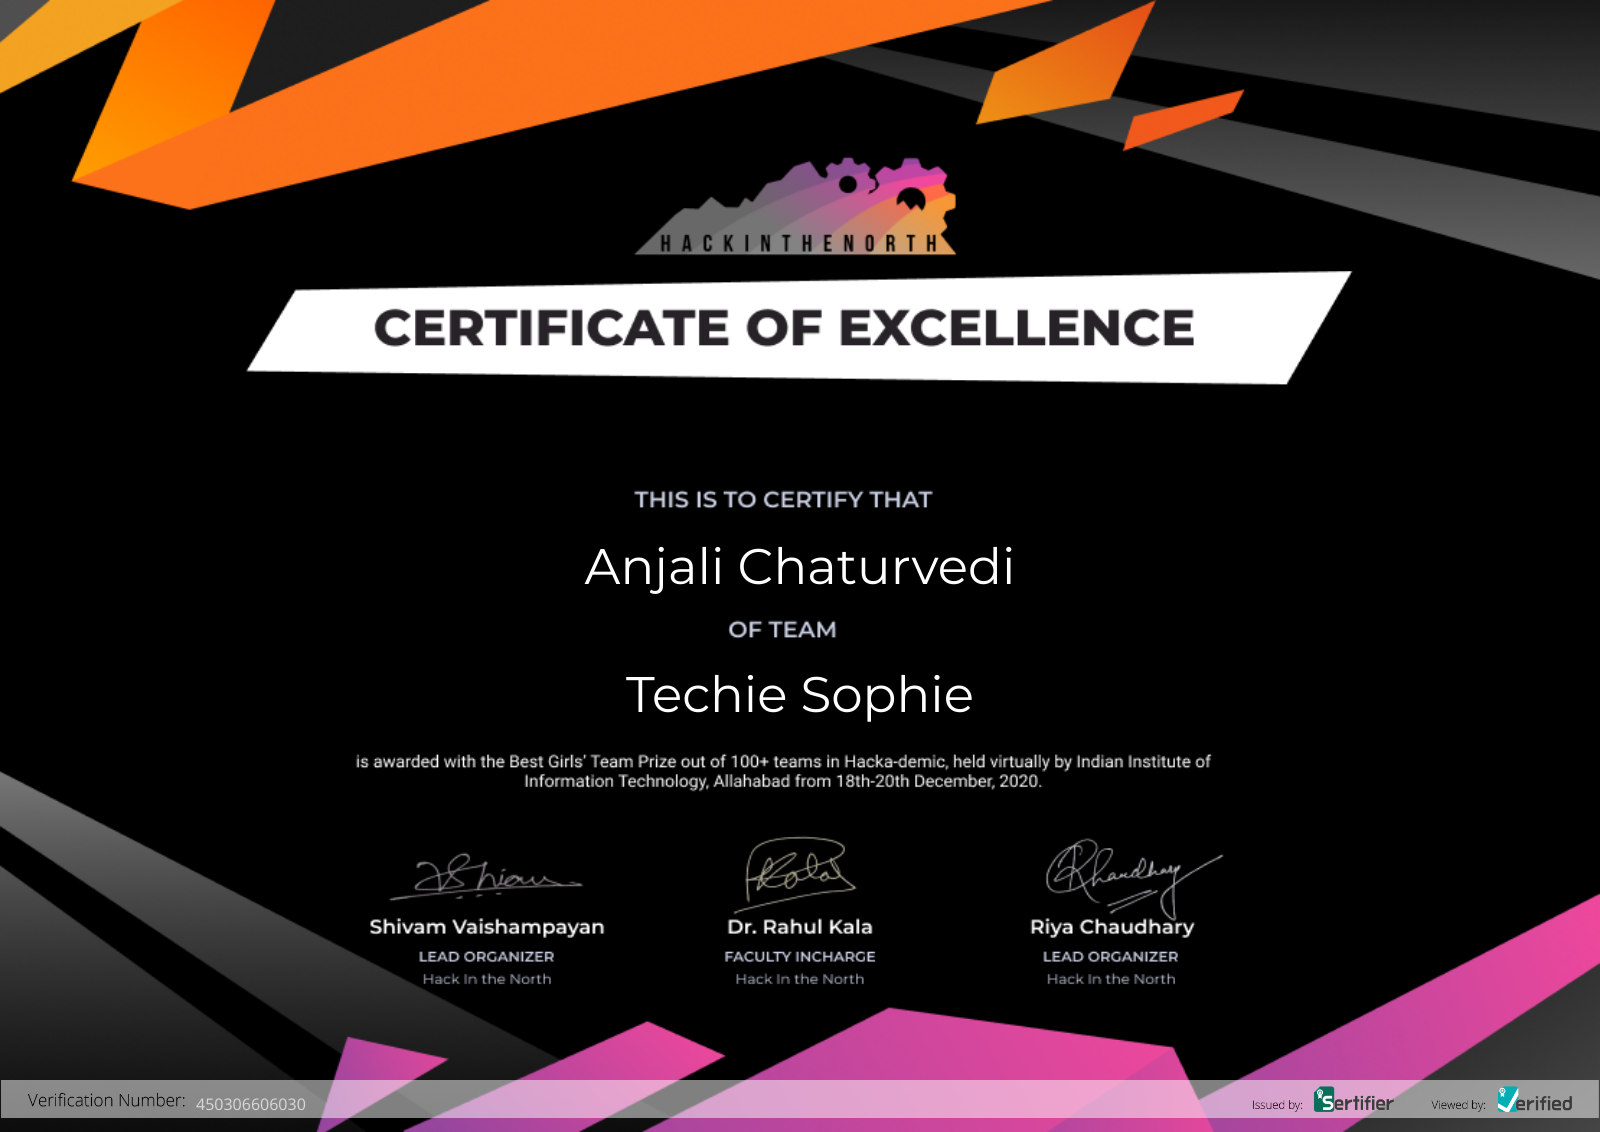 HACKINTHENORTH
CERTIFICATE OF EXCELLENCE
THIS IS TO CERTIFY THAT
Anjali Chaturvedi
OF TEAM
Techie Sophie
is awarded with the Best Girls' Team Prize out of 100+ teams in Hacka-demic, held virtually by Indian Institute of
Information Technology, Allahabad from 18th-20th December, 2020.
Shivam Vaishampayan
LEAD ORGANIZER
Hack In the North
Dr. Rahul Kala
FACULTY INCHARGE
Hack In the North
Riya Chaudhary
LEAD ORGANIZER
Hack In the North
Verification Number: 450306606030
Issued by: Sertifier
Viewed by: Verified